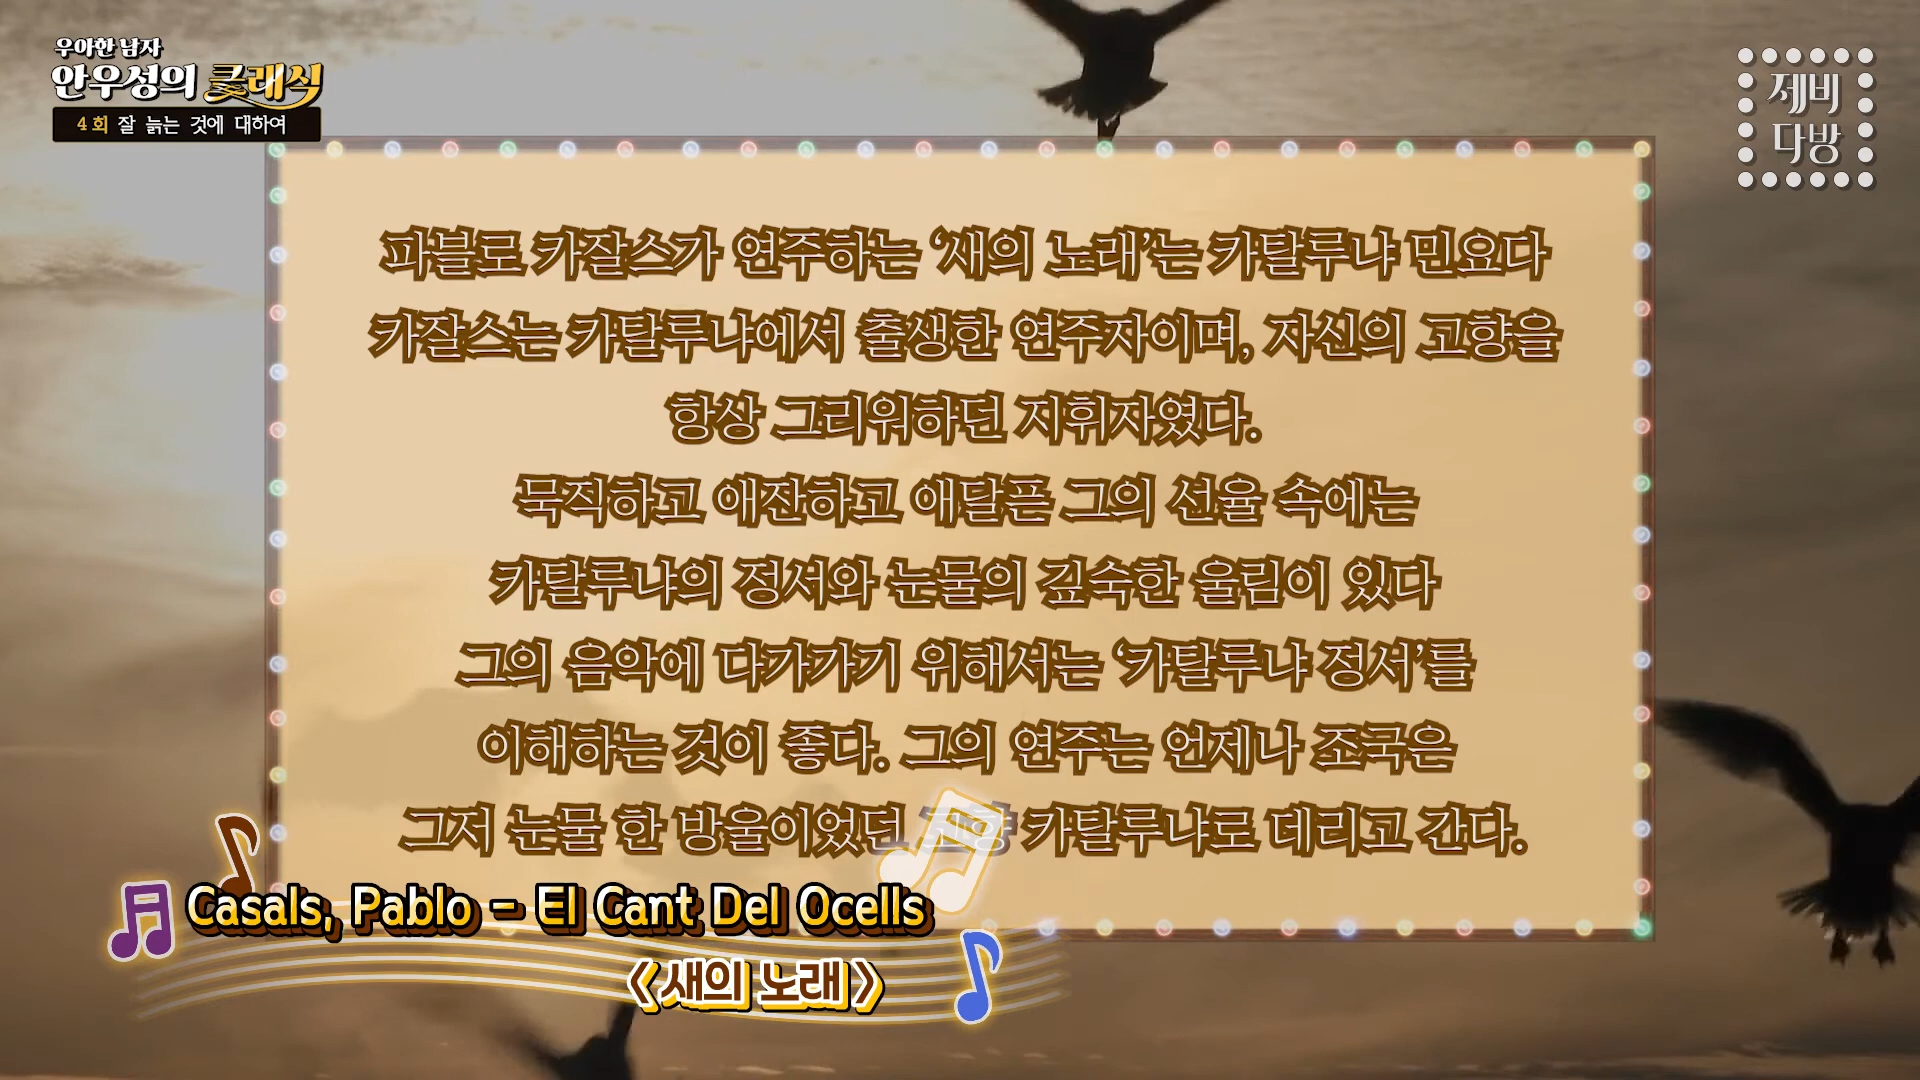 우아한 남자
안우성의 클래식
4회 잘 늙는 것에 대하여
제비
다방
파블로 카잘스가 연주하는 ‘새의 노래’는 카탈루냐 민요다
카잘스는 카탈루냐에서 출생한 연주자이며, 자신의 고향을
항상 그리워하던 지휘자였다.
묵직하고 애잔하고 애달픈 그의 선율 속에는
카탈루냐의 정서와 눈물의 깊숙한 울림이 있다
그의 음악에 다가가기 위해서는 ‘카탈루냐 정서’를
이해하는 것이 좋다. 그의 연주는 언제나 조국은
그저 눈물 한 방울이었던 고향 카탈루냐로 데리고 간다.
Casals, Pablo - El Cant Del Ocells
〈새의 노래〉